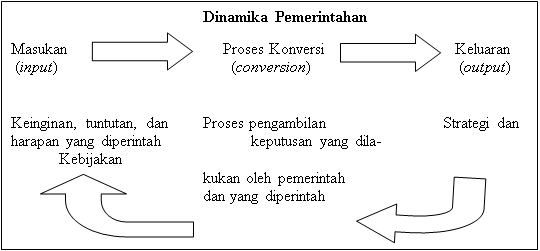 Dinamika Pemerintahan
Masukan Proses Konversi Keluaran
(input) (conversion) (output)
Keinginan, tuntutan, dan Proses pengambilan Strategi dan
harapan yang diperintah keputusan yang dila-
Kebijakan
kukan oleh pemerintah
dan yang diperintah